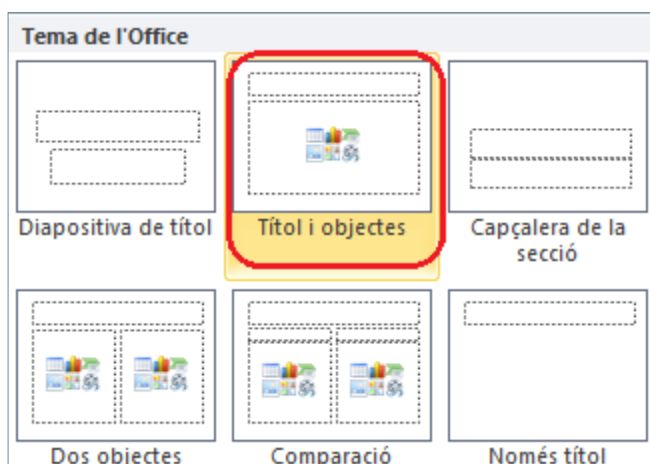 Tema de l'Office
Diapositiva de títol
Títol i objectes
Capçalera de la
secció
Dos objectes
Comparació
Només títol